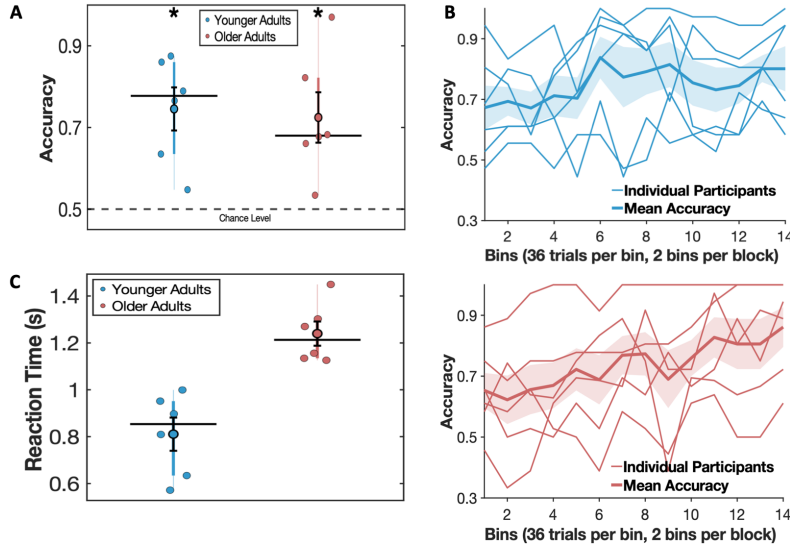 A
* *
Younger Adults
Older Adults
0.9
0.7
0.5
Accuracy
Chance Level
B
0.9
0.7
0.5
0.3
Accuracy
Individual Participants
Mean Accuracy
2 4 6 8 10 12 14
Bins (36 trials per bin, 2 bins per block)
C
Younger Adults
Older Adults
1.4
1.2
1
0.8
0.6
Reaction Time (s)
0.9
0.7
0.5
0.3
Accuracy
Individual Participants
Mean Accuracy
2 4 6 8 10 12 14
Bins (36 trials per bin, 2 bins per block)